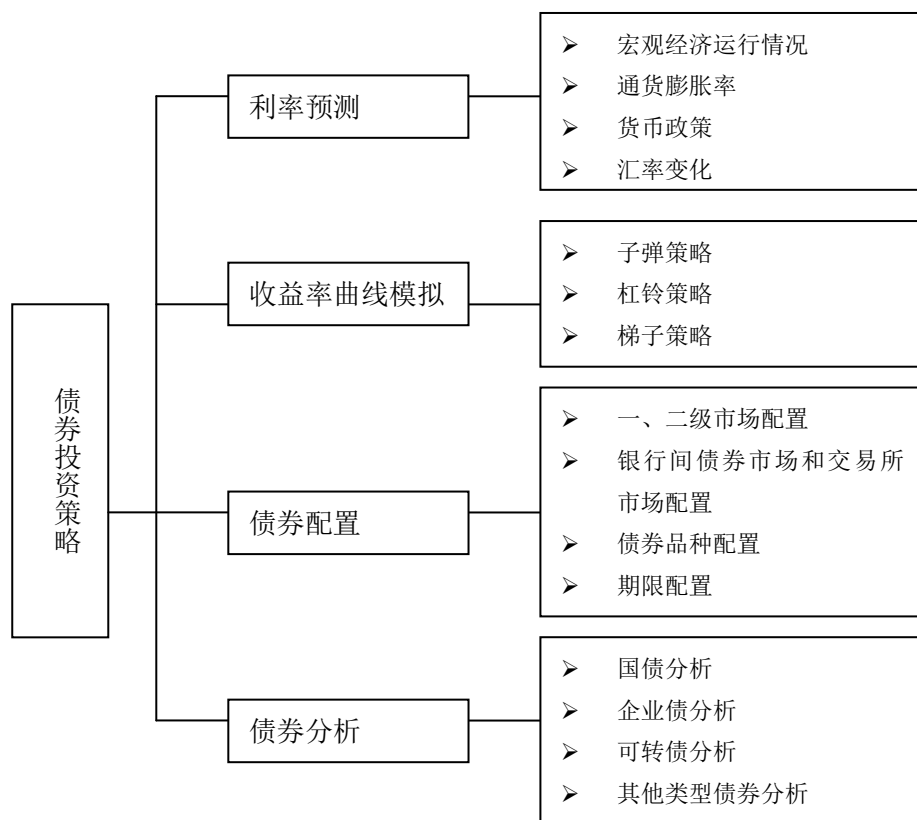 债券投资策略
利率预测
➢ 宏观经济运行情况
➢ 通货膨胀率
➢ 货币政策
➢ 汇率变化
收益率曲线模拟
➢ 子弹策略
➢ 杠铃策略
➢ 梯子策略
债券配置
➢ 一、二级市场配置
➢ 银行间债券市场和交易所
市场配置
➢ 债券品种配置
➢ 期限配置
债券分析
➢ 国债分析
➢ 企业债分析
➢ 可转债分析
➢ 其他类型债券分析